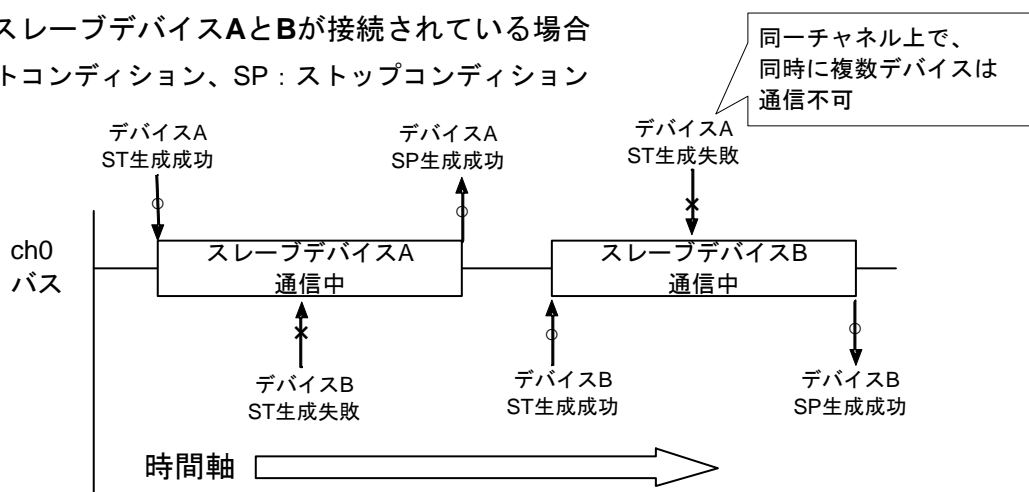 スレーブデバイスAとBが接続されている場合
トコンディション、SP：ストップコンディション
同一チャネル上で、
同時に複数デバイスは
通信不可
デバイスA
ST生成成功
デバイスA
SP生成成功
デバイスA
ST生成失敗
ch0
バス
スレーブデバイスA
通信中
スレーブデバイスB
通信中
デバイスB
ST生成失敗
デバイスB
ST生成成功
デバイスB
SP生成成功
時間軸